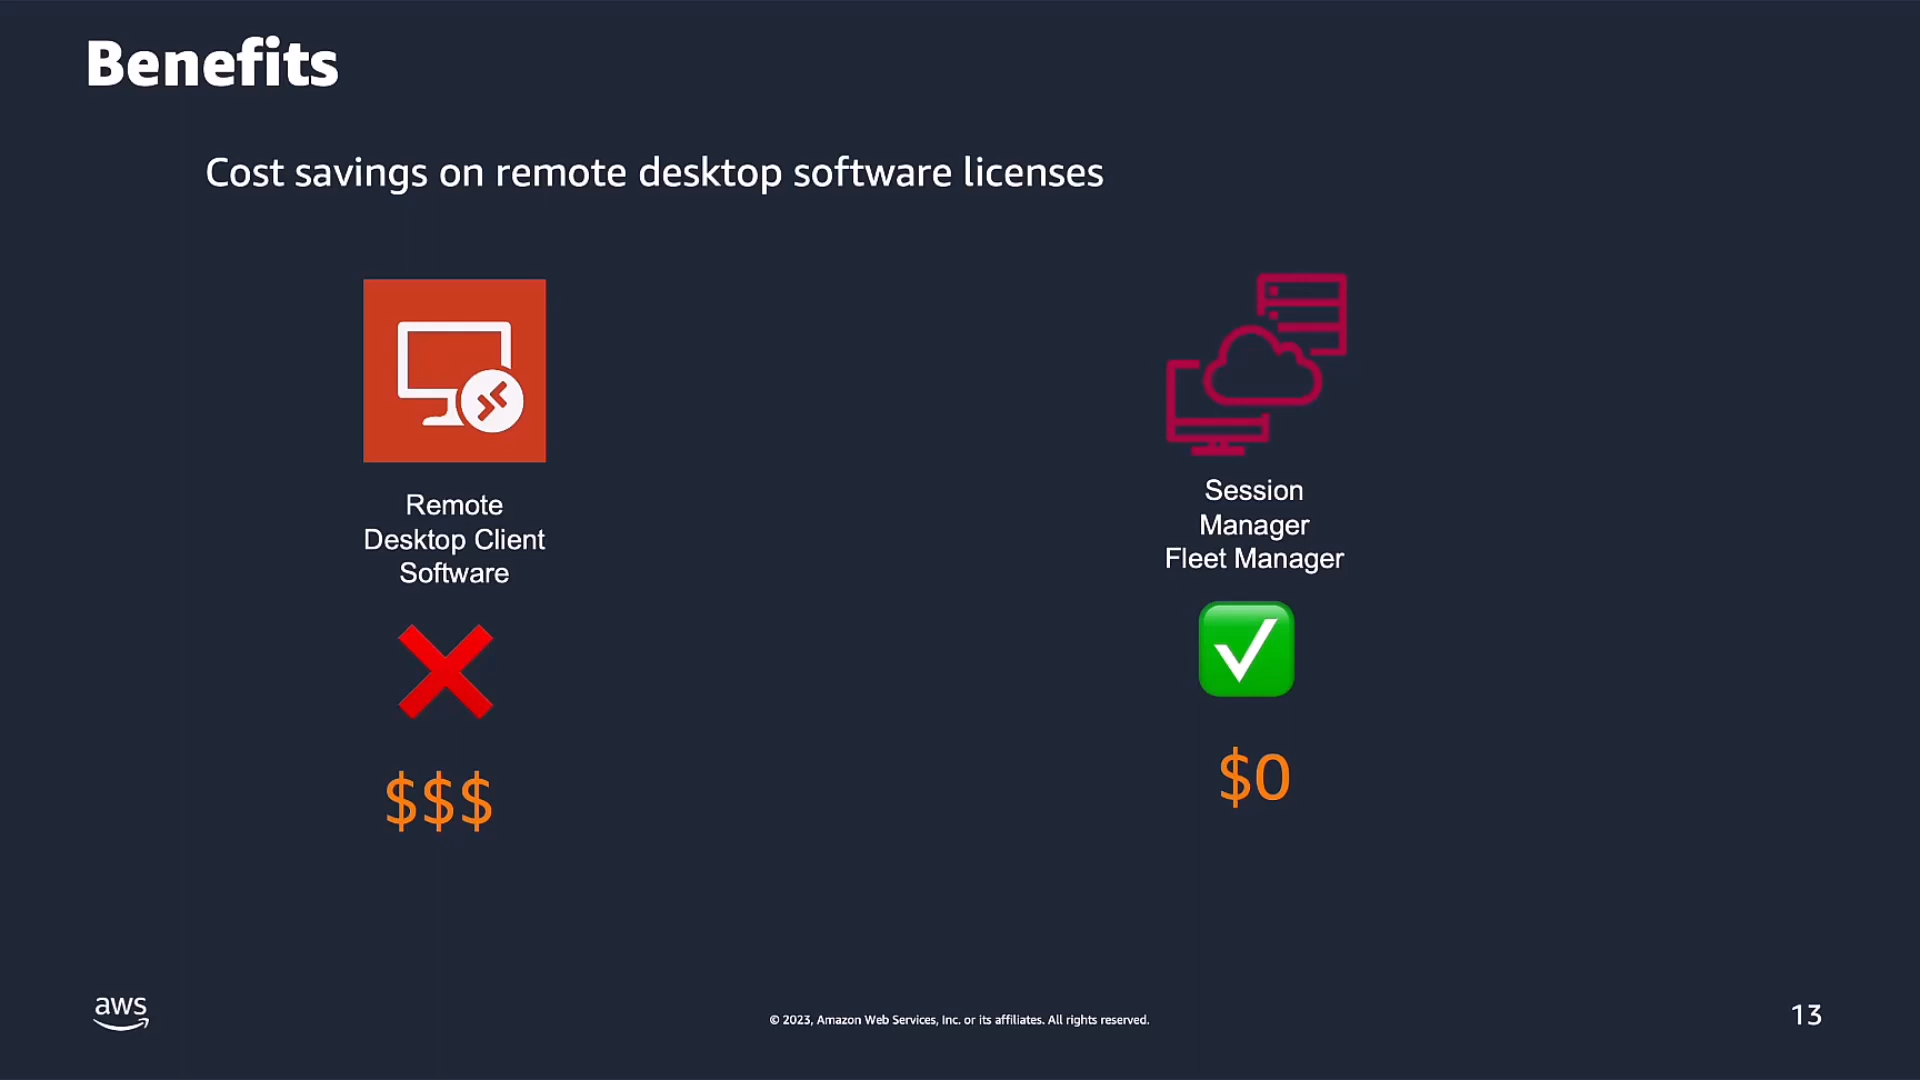 Benefits
Cost savings on remote desktop software licenses
Remote
Desktop Client
Software
$$$
Session
Manager
Fleet Manager
$0
aws
© 2023, Amazon Web Services, Inc. or its affiliates. All rights reserved.
13